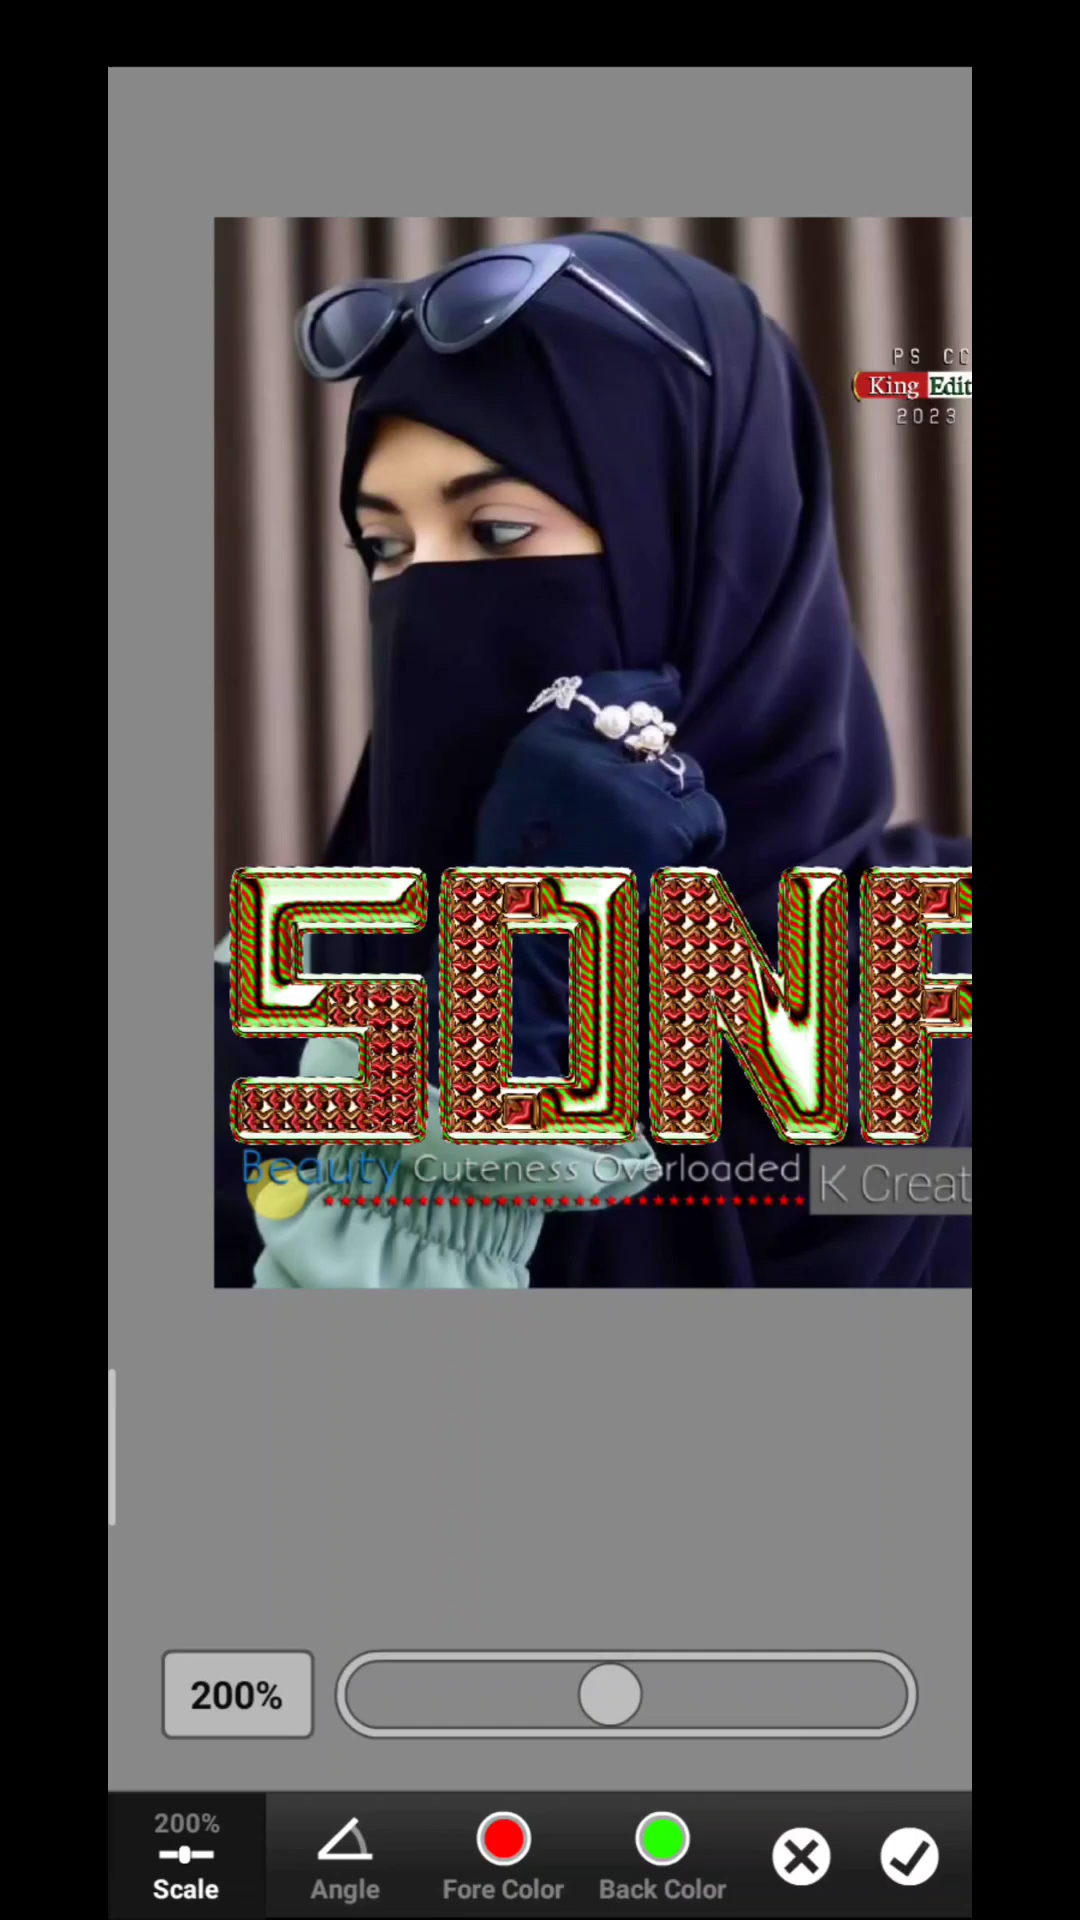 PS CC
King Edit
2023
SONA
Beauty Cuteness Overloaded
K Creat
200%
200%
Scale
Angle
Fore Color
Back Color